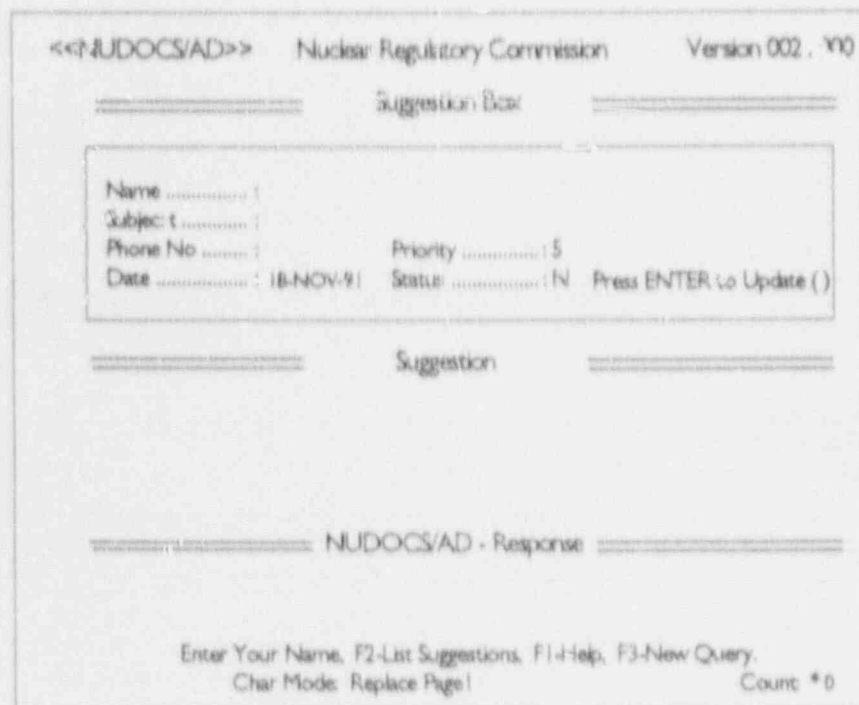 <<NUDOCS/AD>> Nuclear Regulatory Commission Version 002.
Suggestion Box
Name .............. :
Subject ............. :
Phone No ......... : Priority ............... : S
Date ................ : 18-NOV-91 Status .................. : N Press ENTER to Update ( )
Suggestion
NUDOCS/AD - Response
Enter Your Name, F2-List Suggestions, F1-Help, F3-New Query.
Char Mode: Replace Page 1 Count: *0